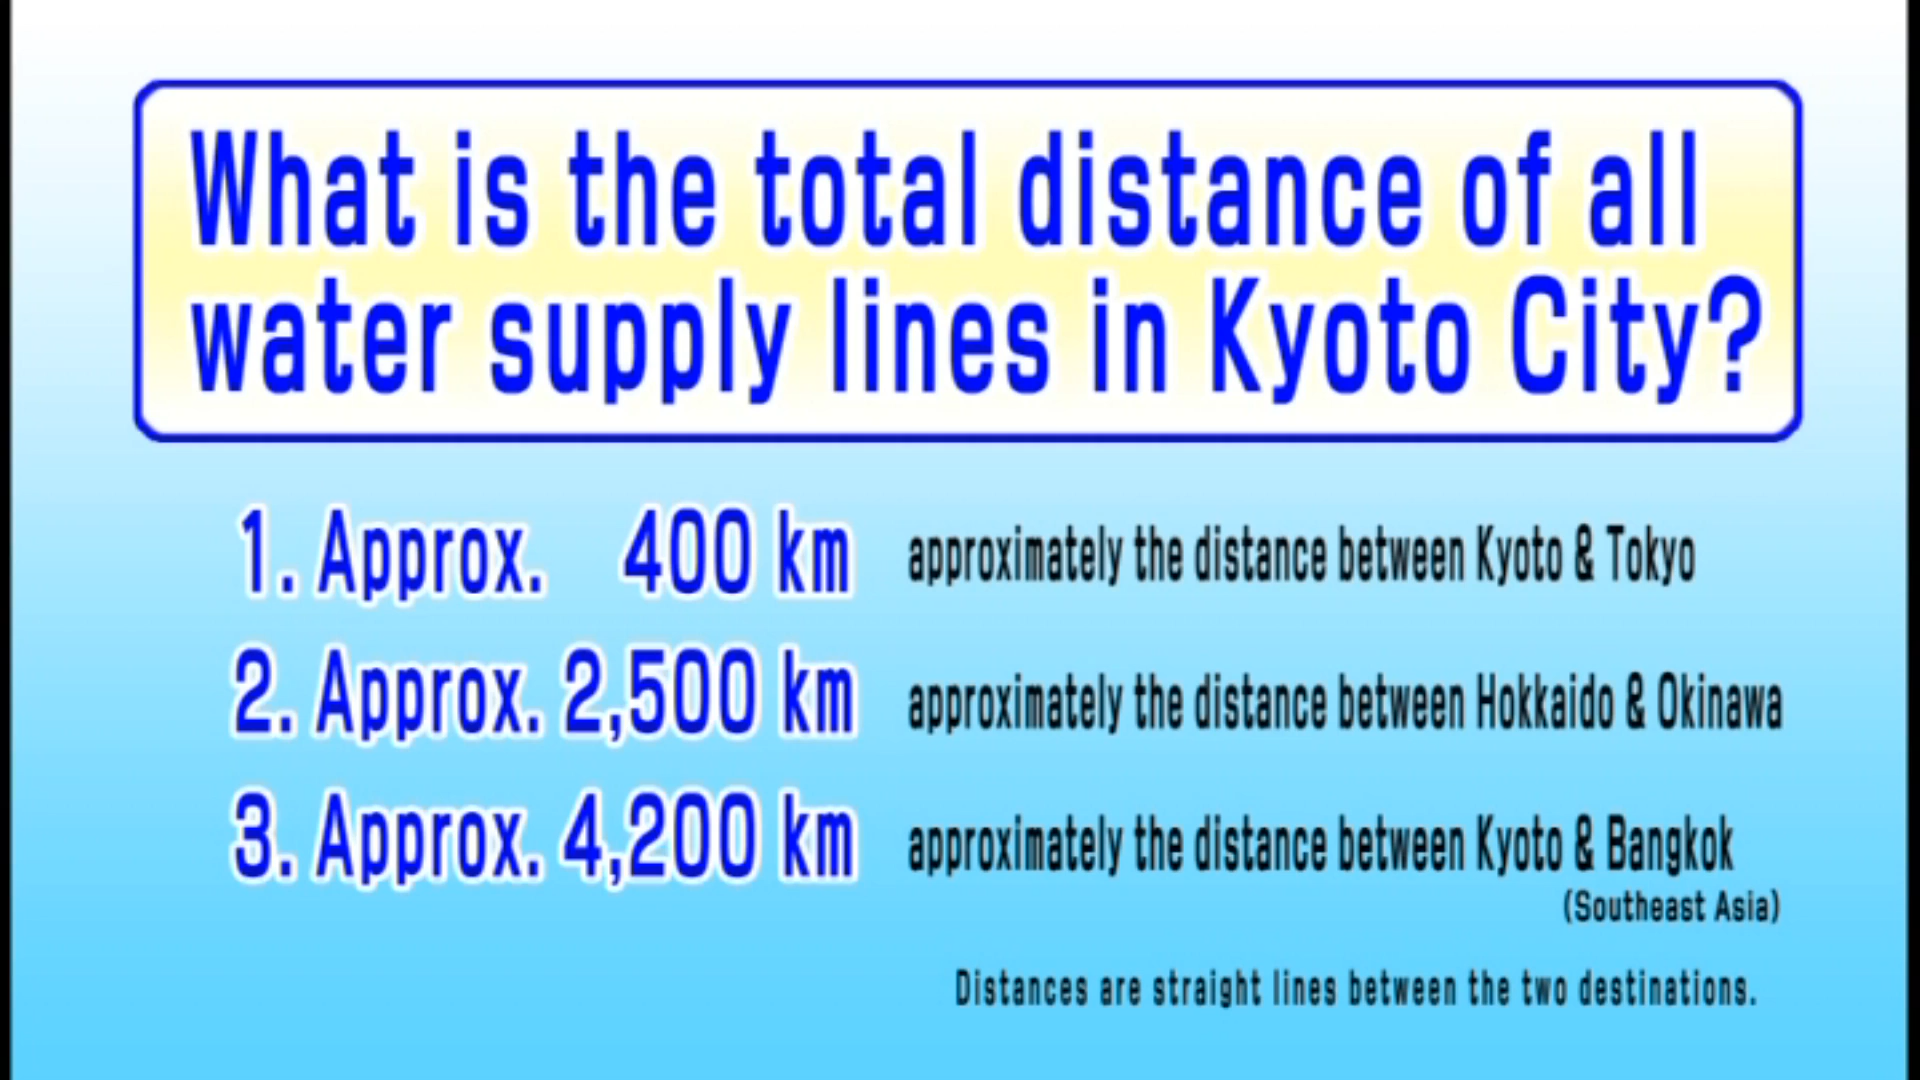 What is the total distance of all
water supply lines in Kyoto City?
1. Approx. 400 km approximately the distance between Kyoto & Tokyo
2. Approx. 2,500 km approximately the distance between Hokkaido & Okinawa
3. Approx. 4,200 km approximately the distance between Kyoto & Bangkok
(Southeast Asia)
Distances are straight lines between the two destinations.